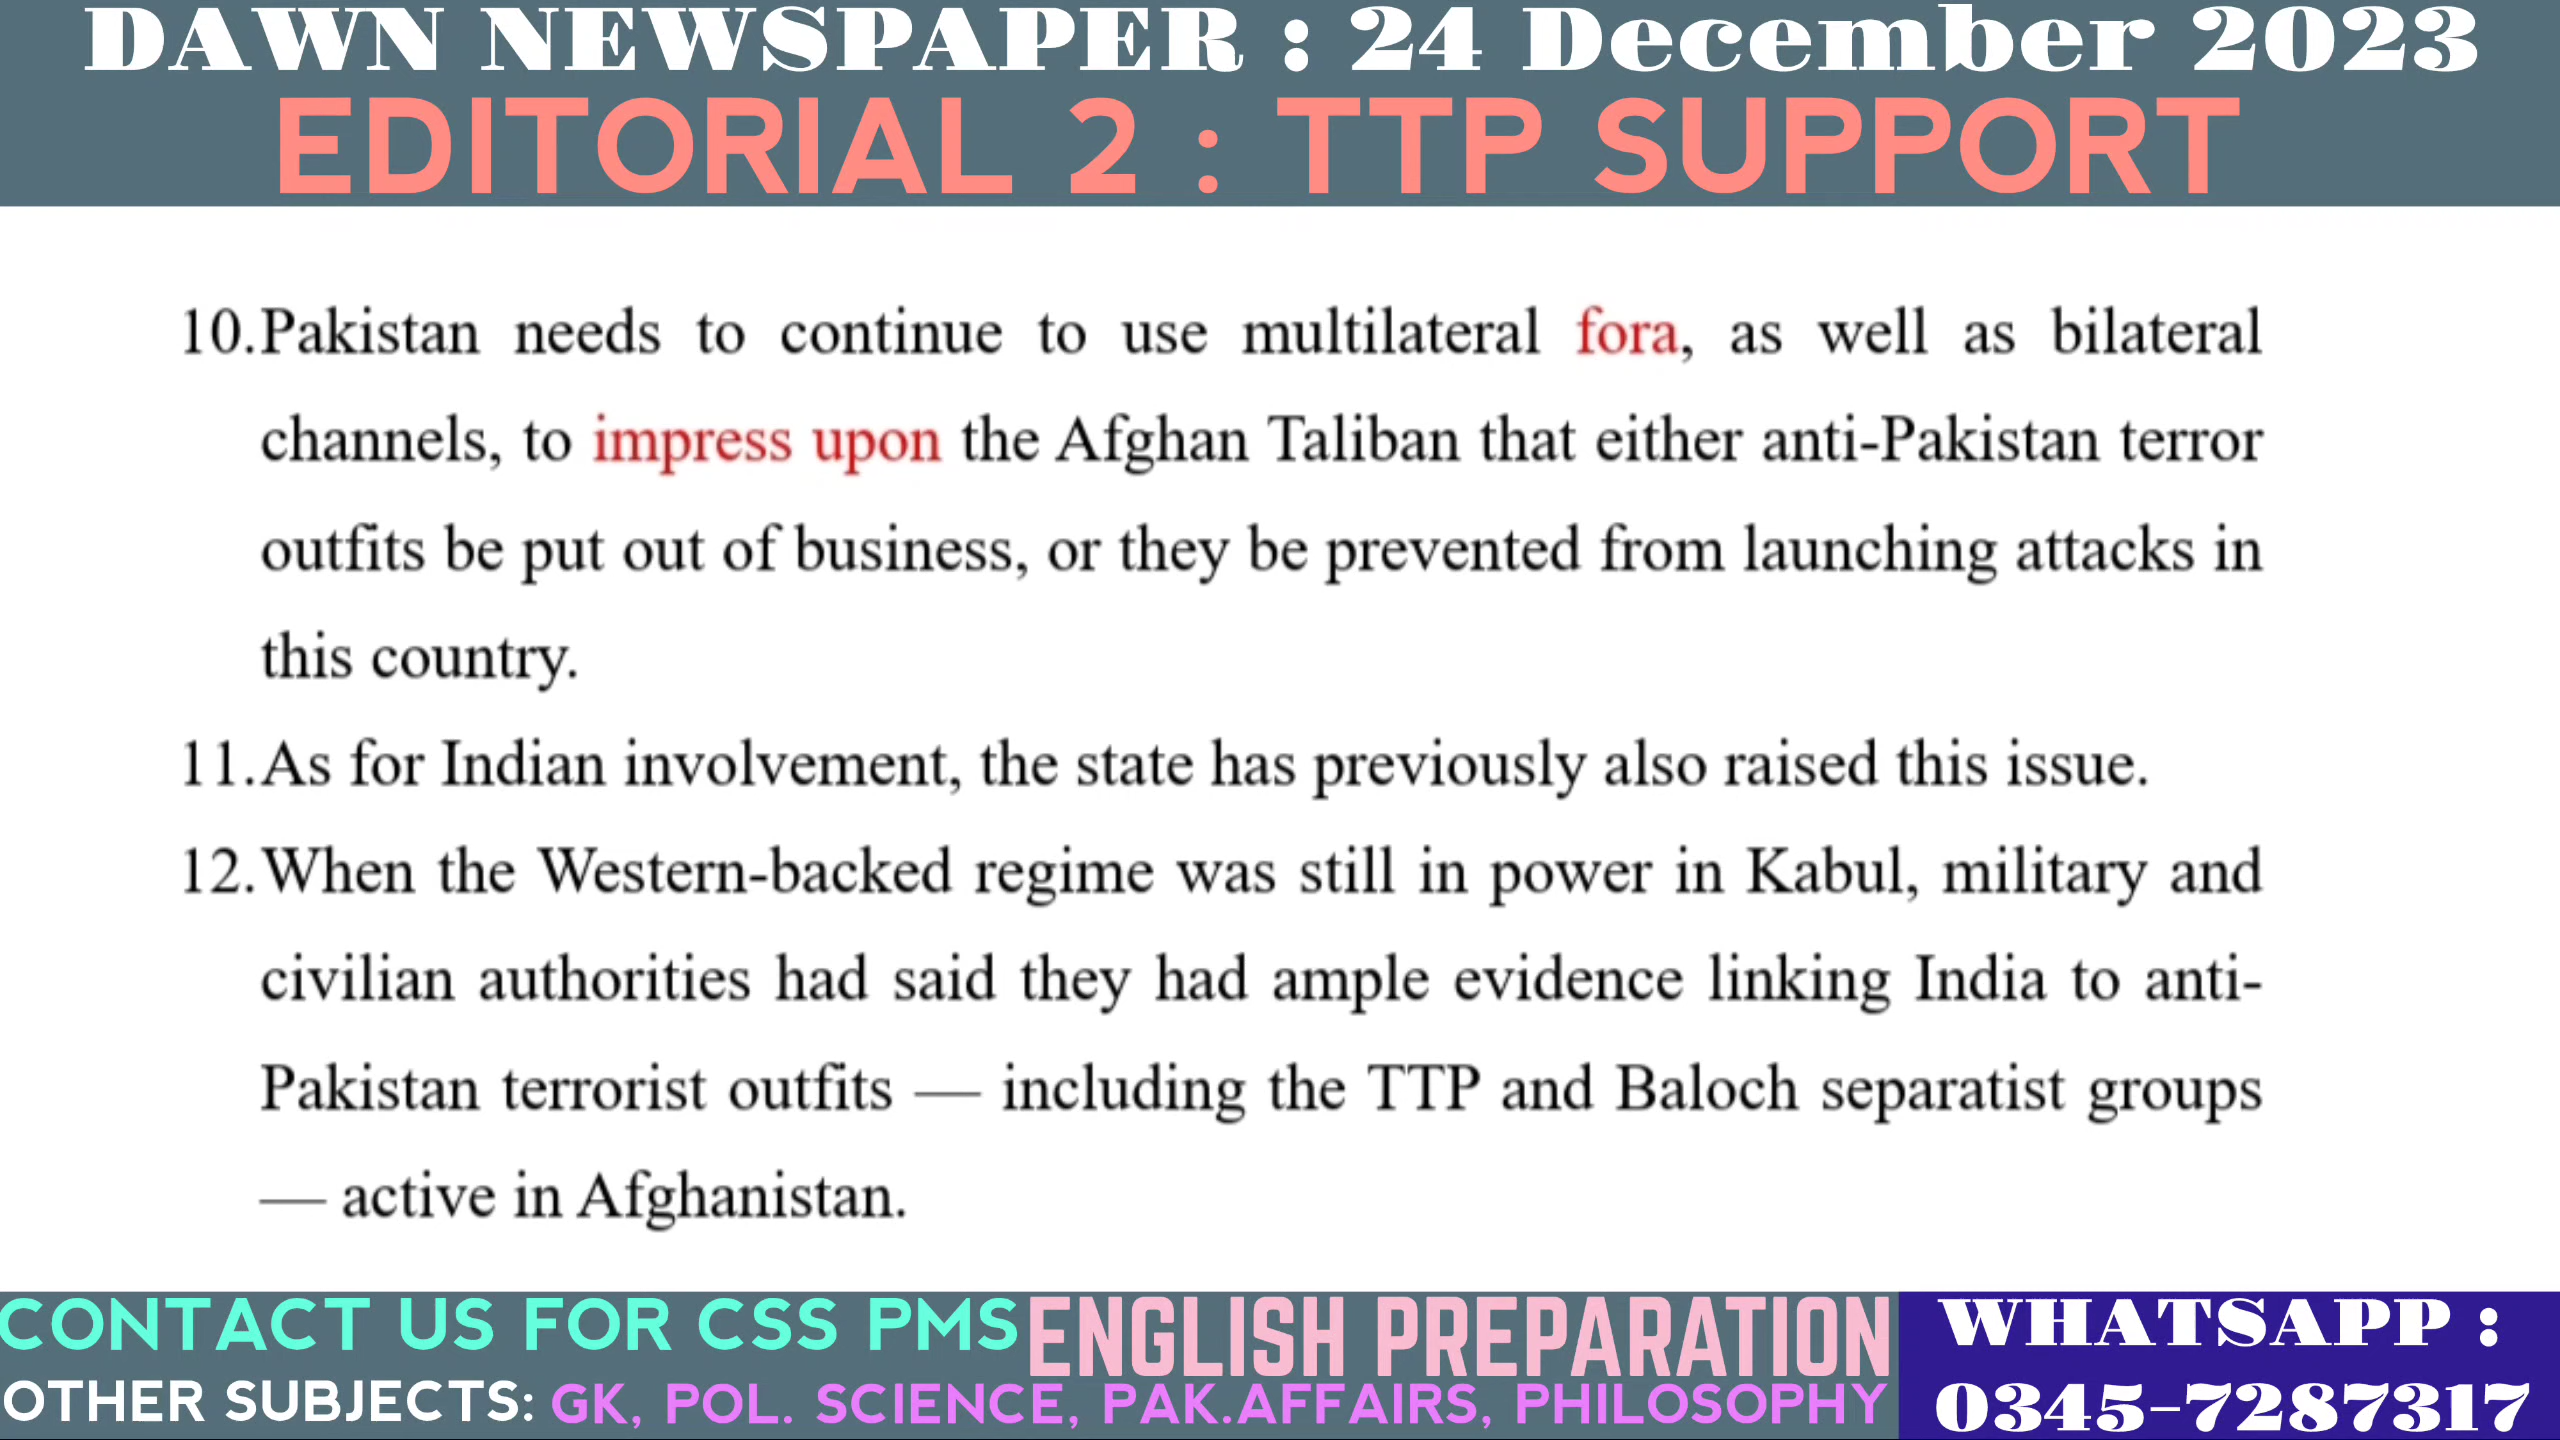 DAWN NEWSPAPER : 24 December 2023
EDITORIAL 2 : TTP SUPPORT
10.Pakistan needs to continue to use multilateral fora, as well as bilateral
channels, to impress upon the Afghan Taliban that either anti-Pakistan terror
outfits be put out of business, or they be prevented from launching attacks in
this country.
11.As for Indian involvement, the state has previously also raised this issue.
12.When the Western-backed regime was still in power in Kabul, military and
civilian authorities had said they had ample evidence linking India to anti-
Pakistan terrorist outfits — including the TTP and Baloch separatist groups
— active in Afghanistan.
CONTACT US FOR CSS PMS ENGLISH PREPARATION
OTHER SUBJECTS: GK, POL. SCIENCE, PAK.AFFAIRS, PHILOSOPHY
WHATSAPP :
0345-7287317